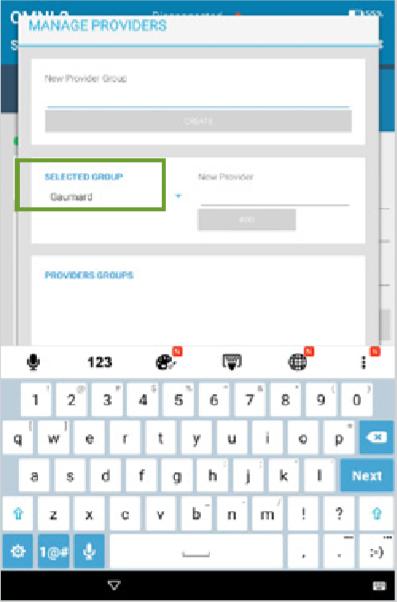 OMNI 2
Disconnected
55%
MANAGE PROVIDERS
New Provider Group
CREATE
SELECTED GROUP
New Provider
Gaumard
ADD
PROVIDERS GROUPS
123
N
N
N
1 2 3 4 5 6 7 8 9 0
q w e r t y u i o p
a s d f g h j k l Next
z x c v b n m ! ?
1@# , . :-)